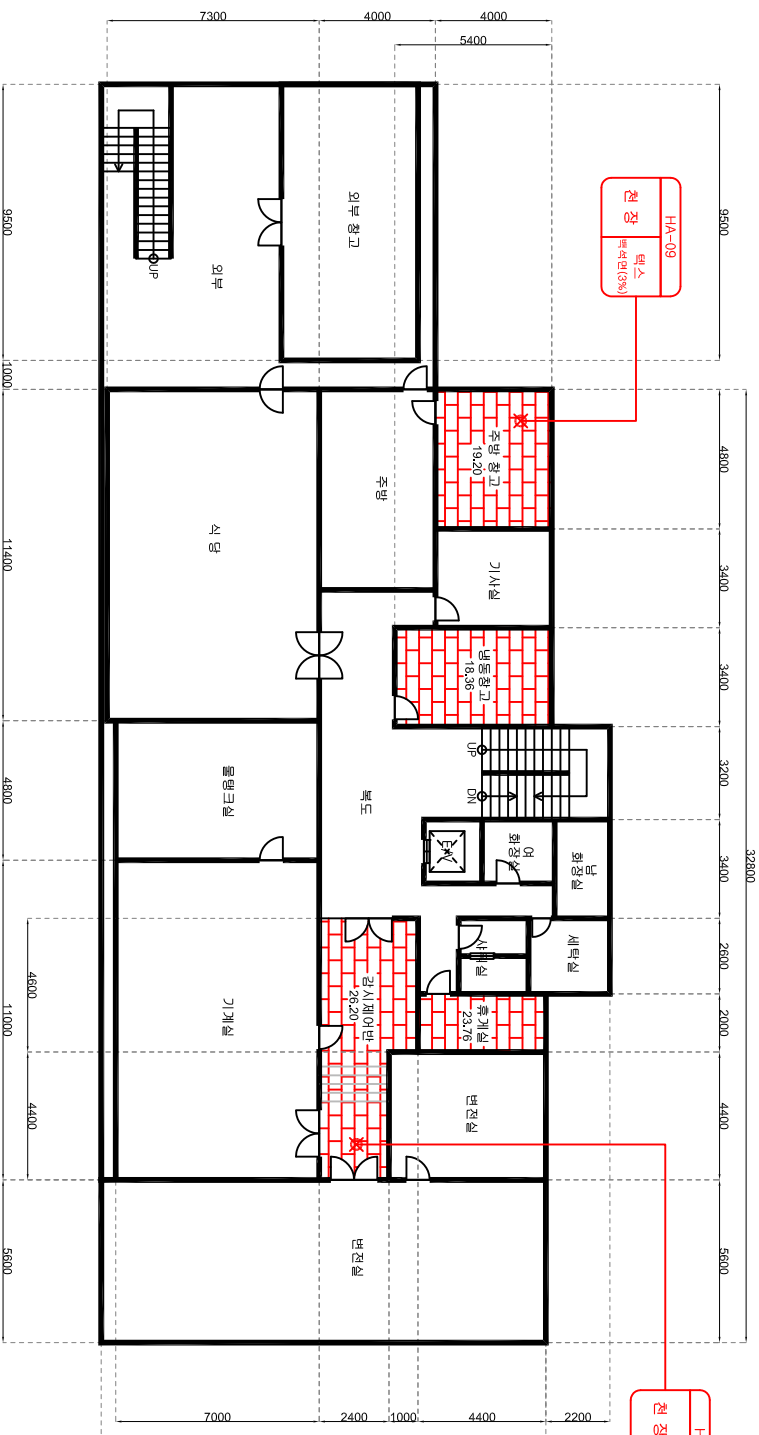 7300
4000
4000
5400
9500
1000
11400
4800
11000
4600
4400
5600
9500
4800
3400
3400
3200
3400
2600
2000
4400
5600
32800
7000
2400
1000
4400
2200
HA-09
천 장
텍스
백석면(3%)
외부 창고
외부
UP
주방 창고
19.20
주방
식 당
기사실
냉동창고
18.36
UP
DN
복도
물탱크실
E/V
여
화장실
남
화장실
세탁실
감시제어반
26.20
휴게실
23.76
기계실
변전실
변전실
천 장